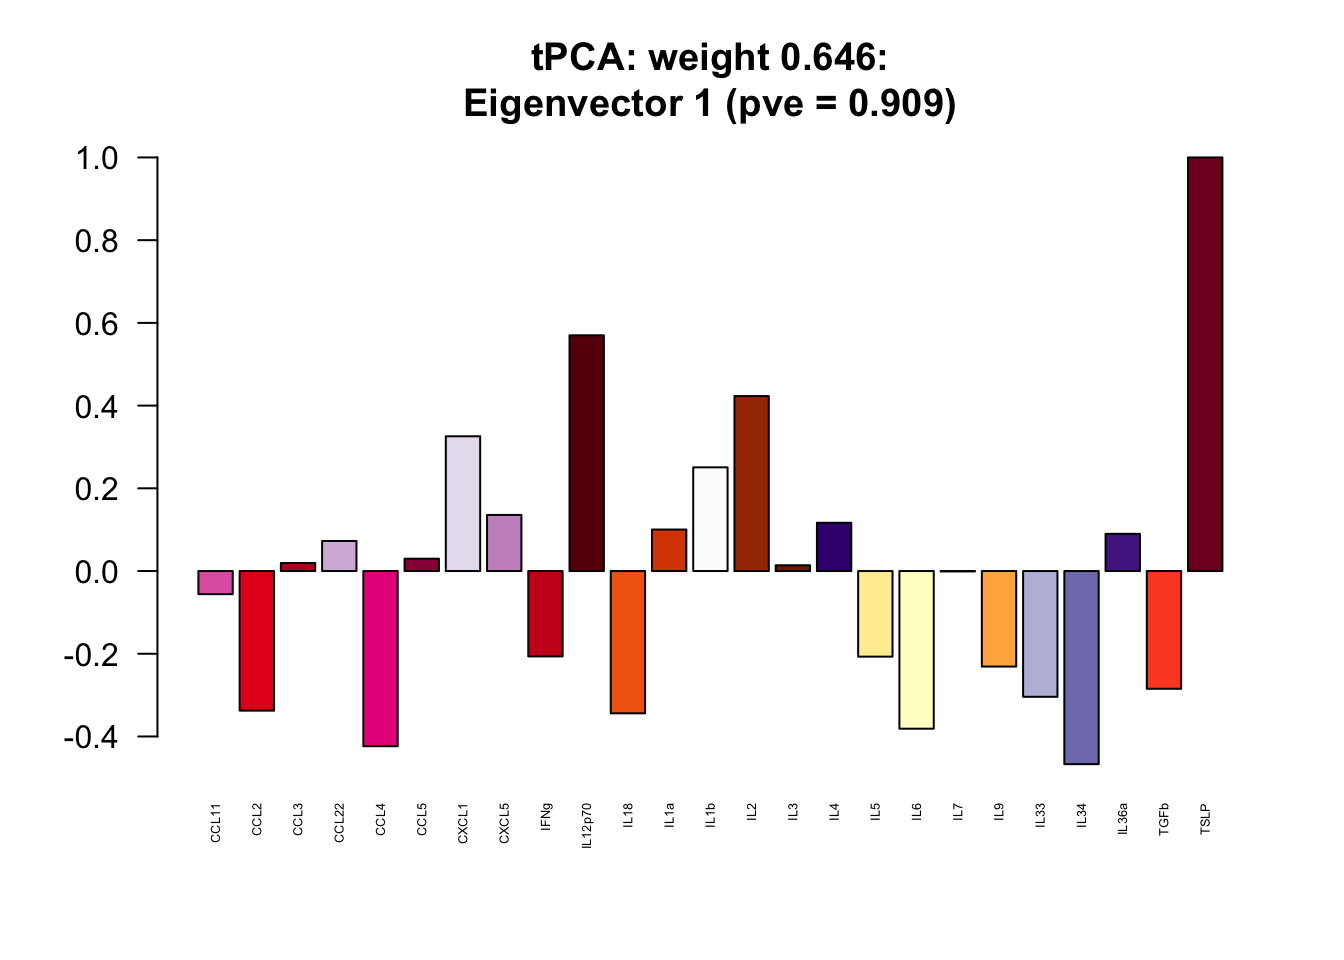 tPCA: weight 0.646:
Eigenvector 1 (pve = 0.909)
1.0
0.8
0.6
0.4
0.2
0.0
-0.2
-0.4
CCL11
CCL2
CCL3
CCL22
CCL4
CCL5
CXCL1
CXCL5
IFNg
IL12p70
IL18
IL1a
IL1b
IL2
IL3
IL4
IL5
IL6
IL7
IL9
IL33
IL34
IL36a
TGFb
TSLP